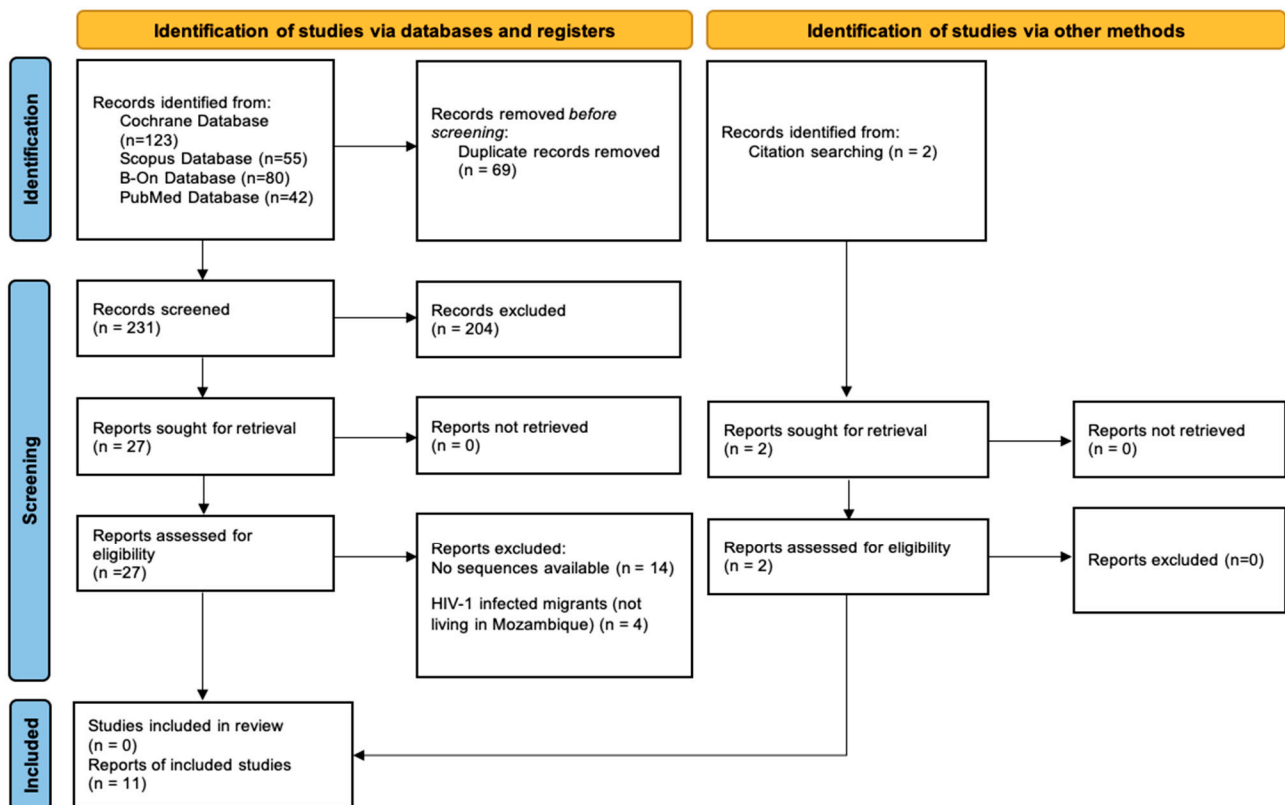 Identification of studies via databases and registers
Identification of studies via other methods
Identification
Records identified from:
Cochrane Database
(n=123)
Scopus Database (n=55)
B-On Database (n=80)
PubMed Database (n=42)
Records removed before
screening:
Duplicate records removed
(n = 69)
Records identified from:
Citation searching (n = 2)
Screening
Records screened
(n = 231)
Records excluded
(n = 204)
Reports sought for retrieval
(n = 27)
Reports not retrieved
(n = 0)
Reports sought for retrieval
(n = 2)
Reports not retrieved
(n = 0)
Reports assessed for
eligibility
(n =27)
Reports excluded:
No sequences available (n = 14)
HIV-1 infected migrants (not
living in Mozambique) (n = 4)
Reports assessed for eligibility
(n = 2)
Reports excluded (n=0)
Included
Studies included in review
(n = 0)
Reports of included studies
(n = 11)